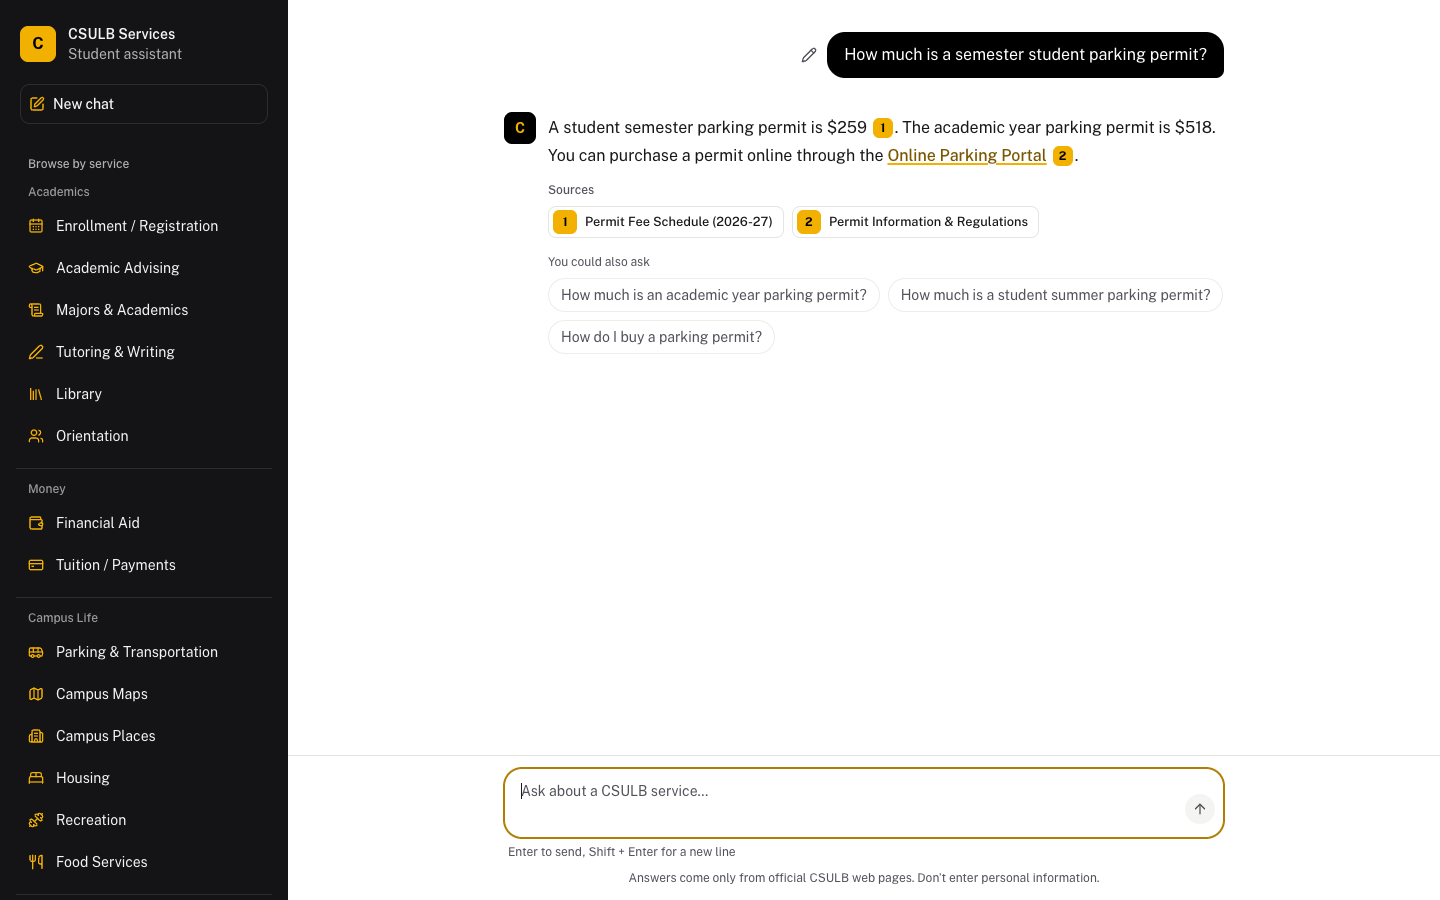 C
CSULB Services
Student assistant
New chat
Browse by service
Academics
Enrollment / Registration
Academic Advising
Majors & Academics
Tutoring & Writing
Library
Orientation
Money
Financial Aid
Tuition / Payments
Campus Life
Parking & Transportation
Campus Maps
Campus Places
Housing
Recreation
Food Services
How much is a semester student parking permit?
C
A student semester parking permit is $259 1. The academic year parking permit is $518.
You can purchase a permit online through the Online Parking Portal 2.
Sources
1 Permit Fee Schedule (2026-27) 2 Permit Information & Regulations
You could also ask
How much is an academic year parking permit? How much is a student summer parking permit?
How do I buy a parking permit?
Ask about a CSULB service...
Enter to send, Shift + Enter for a new line
Answers come only from official CSULB web pages. Don't enter personal information.